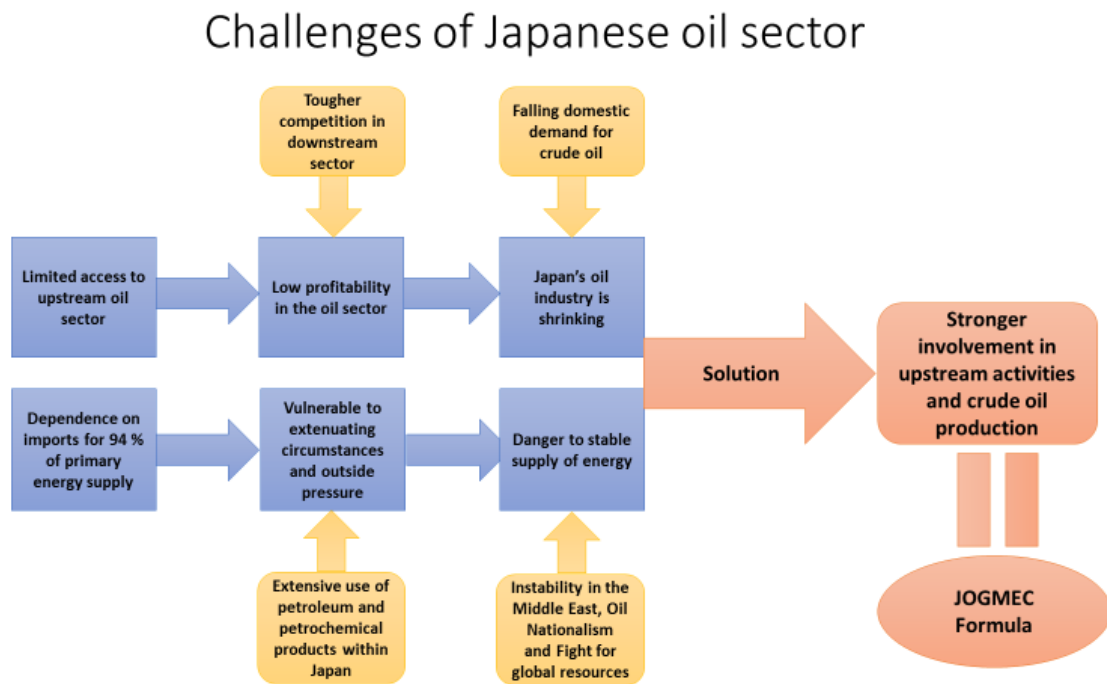 Challenges of Japanese oil sector
Tougher
competition in
downstream
sector
Falling domestic
demand for
crude oil
Limited access to
upstream oil
sector
Low profitability
in the oil sector
Japan's oil
industry is
shrinking
Solution
Stronger
involvement in
upstream activities
and crude oil
production
Dependence on
imports for 94 %
of primary
energy supply
Vulnerable to
extenuating
circumstances
and outside
pressure
Danger to stable
supply of energy
Extensive use of
petroleum and
petrochemical
products within
Japan
Instability in the
Middle East, Oil
Nationalism
and Fight for
global resources
JOGMEC
Formula